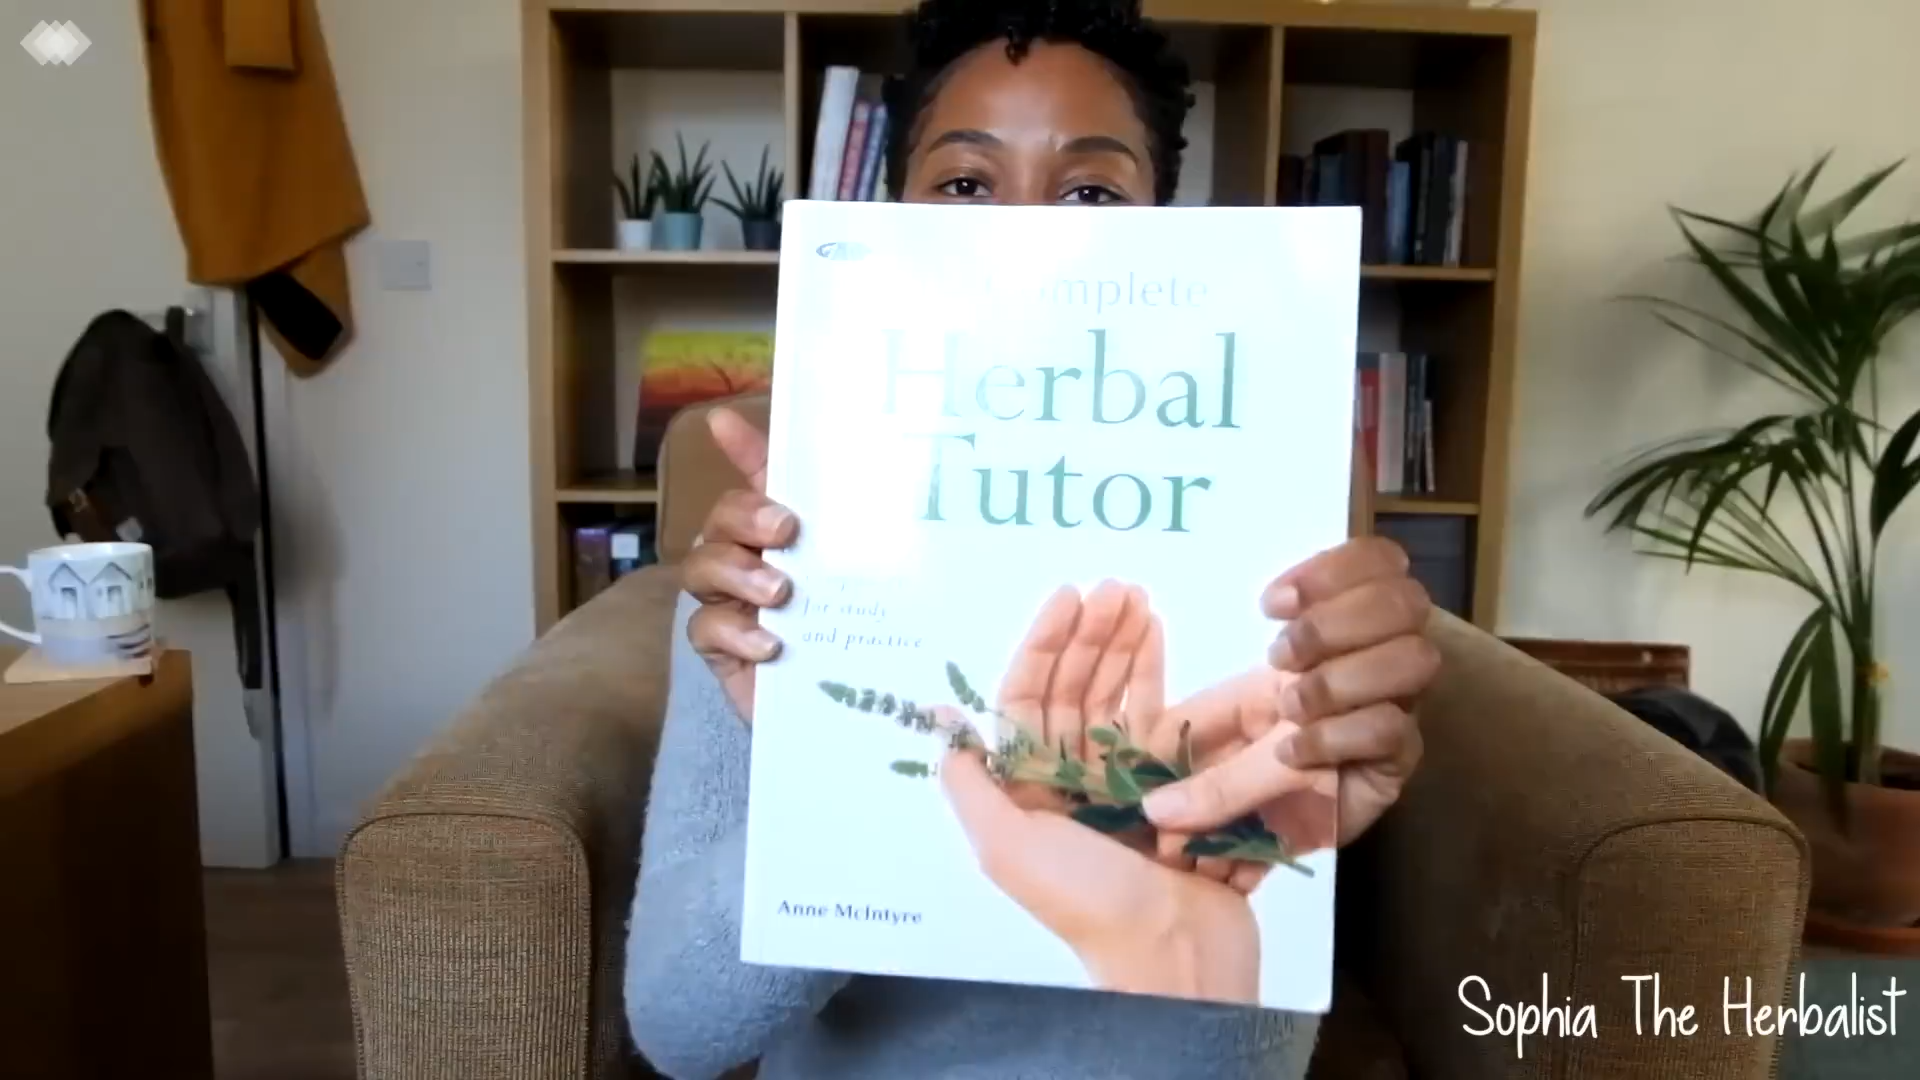 Complete
Herbal
Tutor
for study
and practice
Anne McIntyre
Sophia The Herbalist